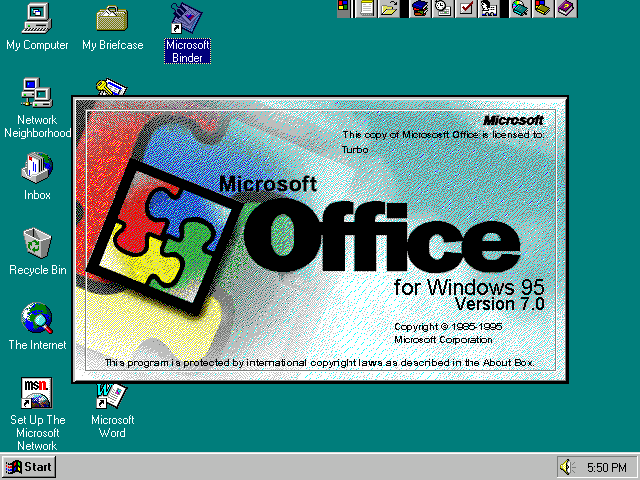 My Computer
My Briefcase
Microsoft
Binder
Network
Neighborhood
Inbox
Recycle Bin
The Internet
msn
Set Up The
Microsoft
Network
Microsoft
Word
Microsoft
This copy of Microsoft Office is licensed to:
Turbo
Microsoft
Office
for Windows 95
Version 7.0
Copyright © 1985-1995
Microsoft Corporation
This program is protected by international copyright laws as described in the About Box.
Start
5:50 PM